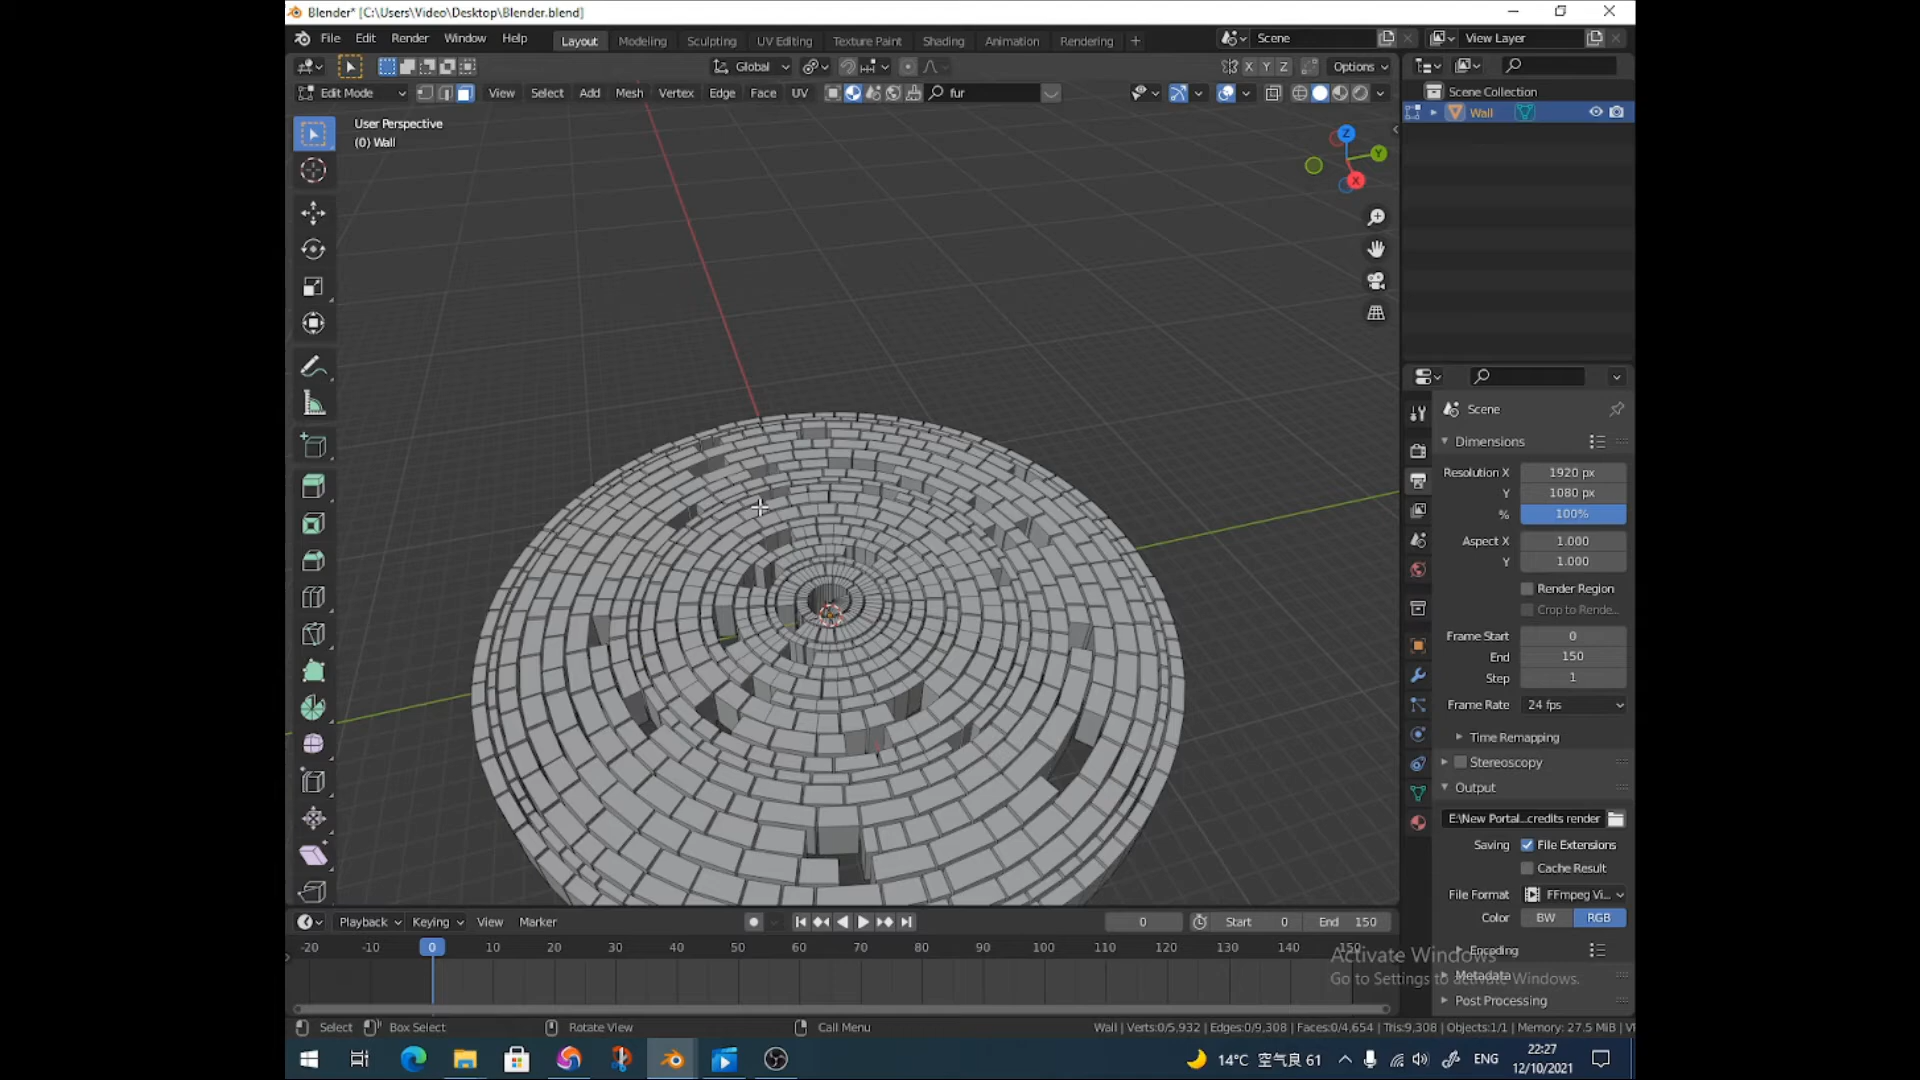 Blender* [C:\Users\Video\Desktop\Blender.blend]
File Edit Render Window Help Layout Modeling Sculpting UV Editing Texture Paint Shading Animation Rendering + Scene View Layer
Global X Y Z Options
Edit Mode View Select Add Mesh Vertex Edge Face UV fur
Scene Collection
Wall
User Perspective
(0) Wall
Z
Y
X
Scene
Dimensions
Resolution X 1920 px
Y 1080 px
% 100%
Aspect X 1.000
Y 1.000
Render Region
Crop to Rende...
Frame Start 0
End 150
Step 1
Frame Rate 24 fps
Time Remapping
Stereoscopy
Output
E:\New Portal...credits render
Saving File Extensions
Cache Result
File Format FFmpeg Vi...
Color BW RGB
Encoding
Metadata
Post Processing
Playback Keying View Marker 0 Start 0 End 150
-20 -10 0 10 20 30 40 50 60 70 80 90 100 110 120 130 140 150
Activate Windows
Go to Settings to activate Windows.
Select Box Select Rotate View Call Menu Wall | Verts:0/5,932 | Edges:0/9,308 | Faces:0/4,654 | Tris:9,308 | Objects:1/1 | Memory: 27.5 MiB |
14°C 空气良 61 ENG 22:27
12/10/2021